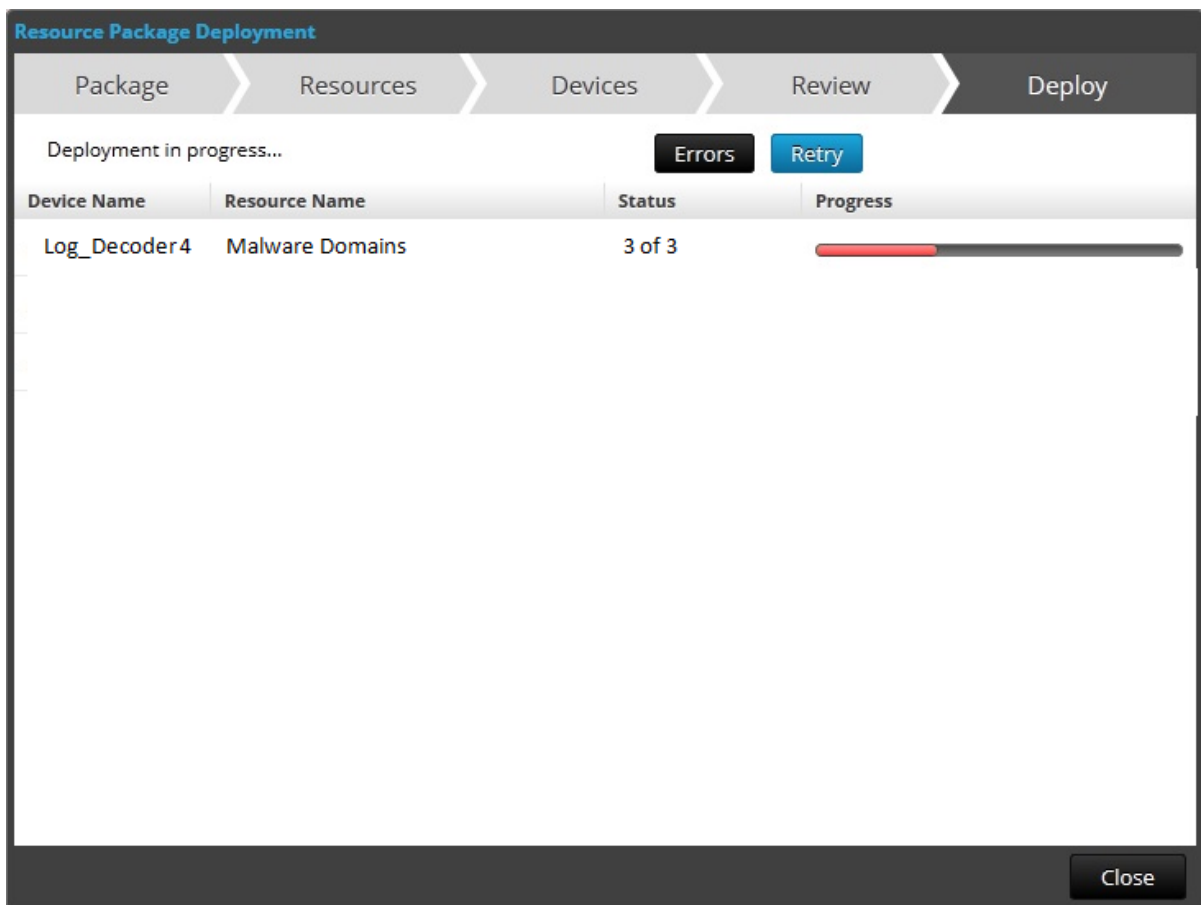 Resource Package Deployment
Package Resources Devices Review Deploy
Deployment in progress... Errors Retry
Device Name Resource Name Status Progress
Log_Decoder4 Malware Domains 3 of 3
Close